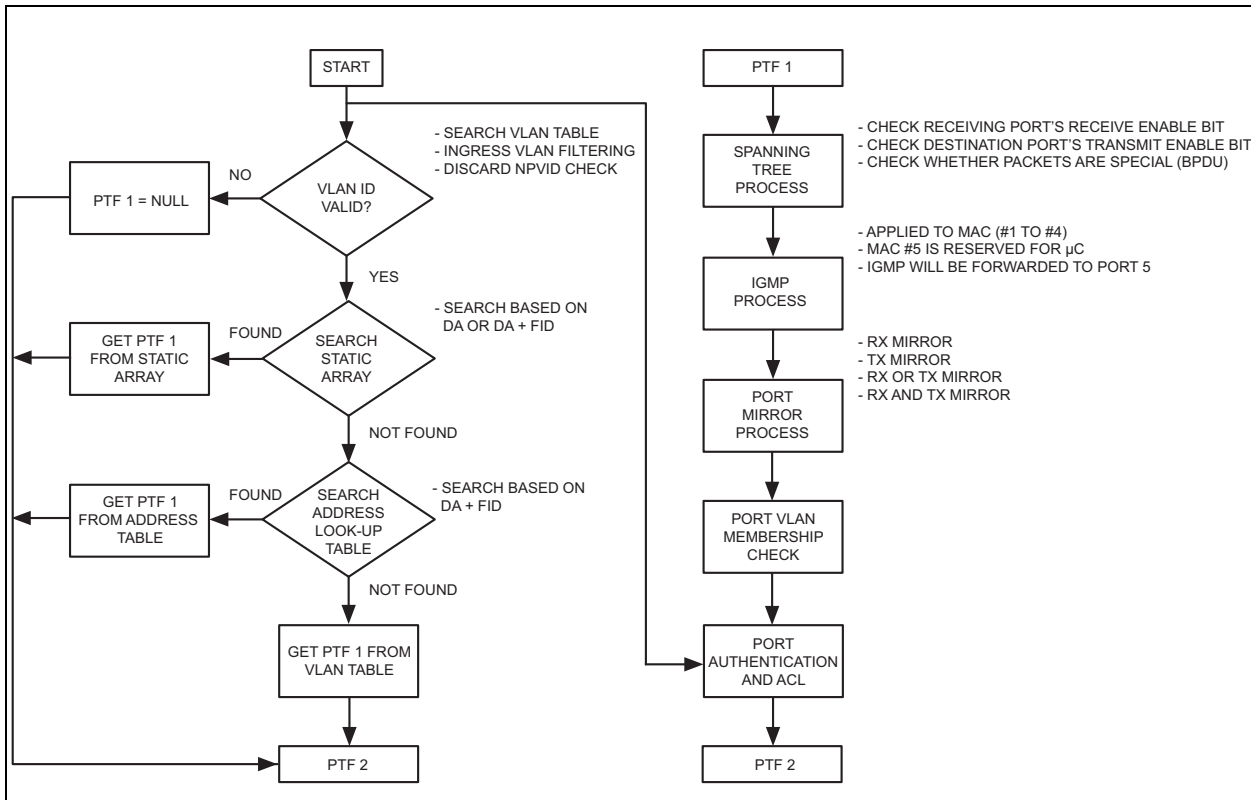 START
- SEARCH VLAN TABLE
- INGRESS VLAN FILTERING
- DISCARD NPVID CHECK
NO
VLAN ID
VALID?
PTF 1 = NULL
YES
- SEARCH BASED ON
DA OR DA + FID
FOUND
SEARCH
STATIC
ARRAY
GET PTF 1
FROM STATIC
ARRAY
NOT FOUND
FOUND
SEARCH
ADDRESS
LOOK-UP
TABLE
- SEARCH BASED ON
DA + FID
GET PTF 1
FROM ADDRESS
TABLE
NOT FOUND
GET PTF 1 FROM
VLAN TABLE
PTF 2
PTF 1
SPANNING
TREE
PROCESS
- CHECK RECEIVING PORT'S RECEIVE ENABLE BIT
- CHECK DESTINATION PORT'S TRANSMIT ENABLE BIT
- CHECK WHETHER PACKETS ARE SPECIAL (BPDU)
IGMP
PROCESS
- APPLIED TO MAC (#1 TO #4)
- MAC #5 IS RESERVED FOR µC
- IGMP WILL BE FORWARDED TO PORT 5
PORT
MIRROR
PROCESS
- RX MIRROR
- TX MIRROR
- RX OR TX MIRROR
- RX AND TX MIRROR
PORT VLAN
MEMBERSHIP
CHECK
PORT
AUTHENTICATION
AND ACL
PTF 2